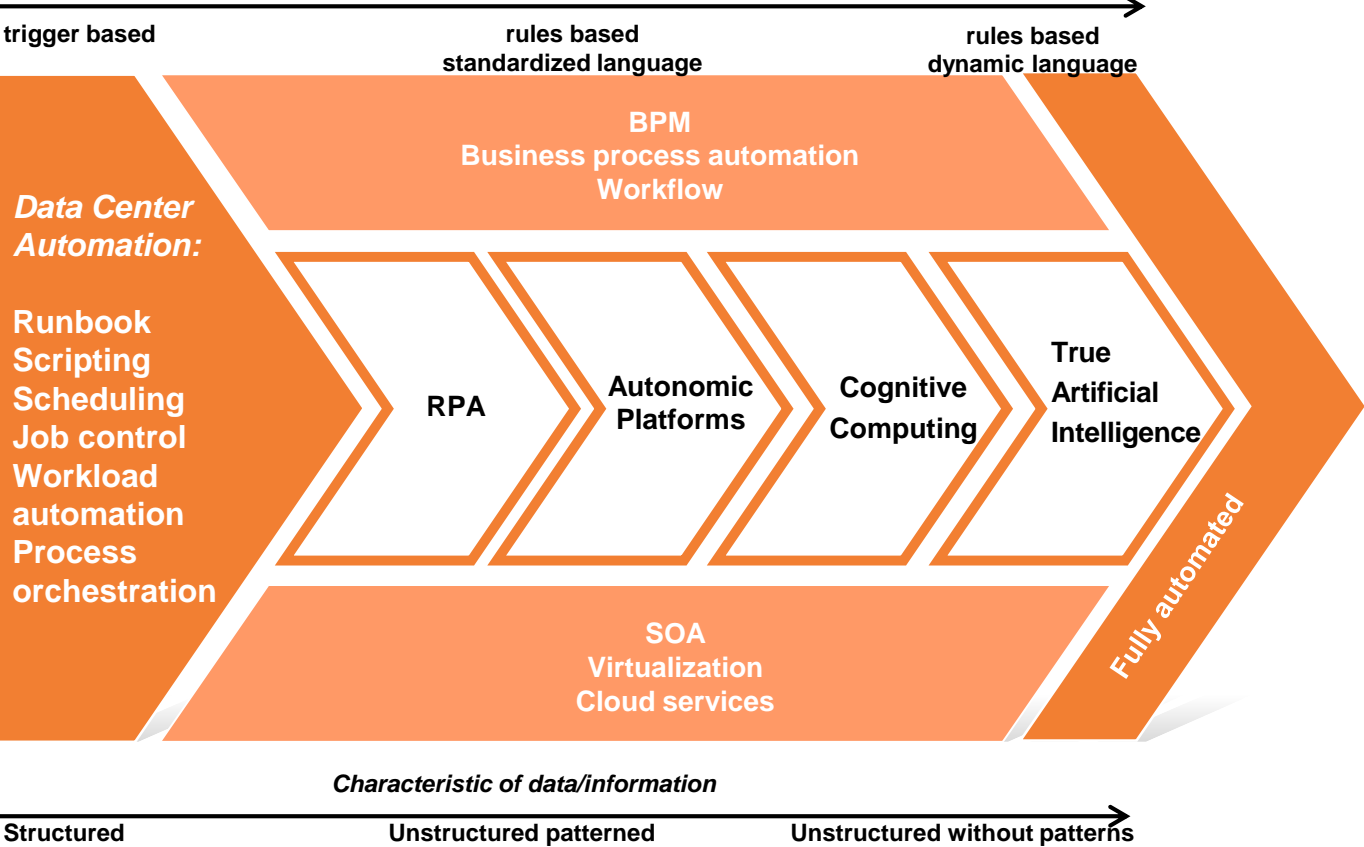 trigger based
rules based
standardized language
rules based
dynamic language
BPM
Business process automation
Workflow
Data Center
Automation:
Runbook
Scripting
Scheduling
Job control
Workload
automation
Process
orchestration
RPA
Autonomic
Platforms
Cognitive
Computing
True
Artificial
Intelligence
Fully automated
SOA
Virtualization
Cloud services
Characteristic of data/information
Structured
Unstructured patterned
Unstructured without patterns